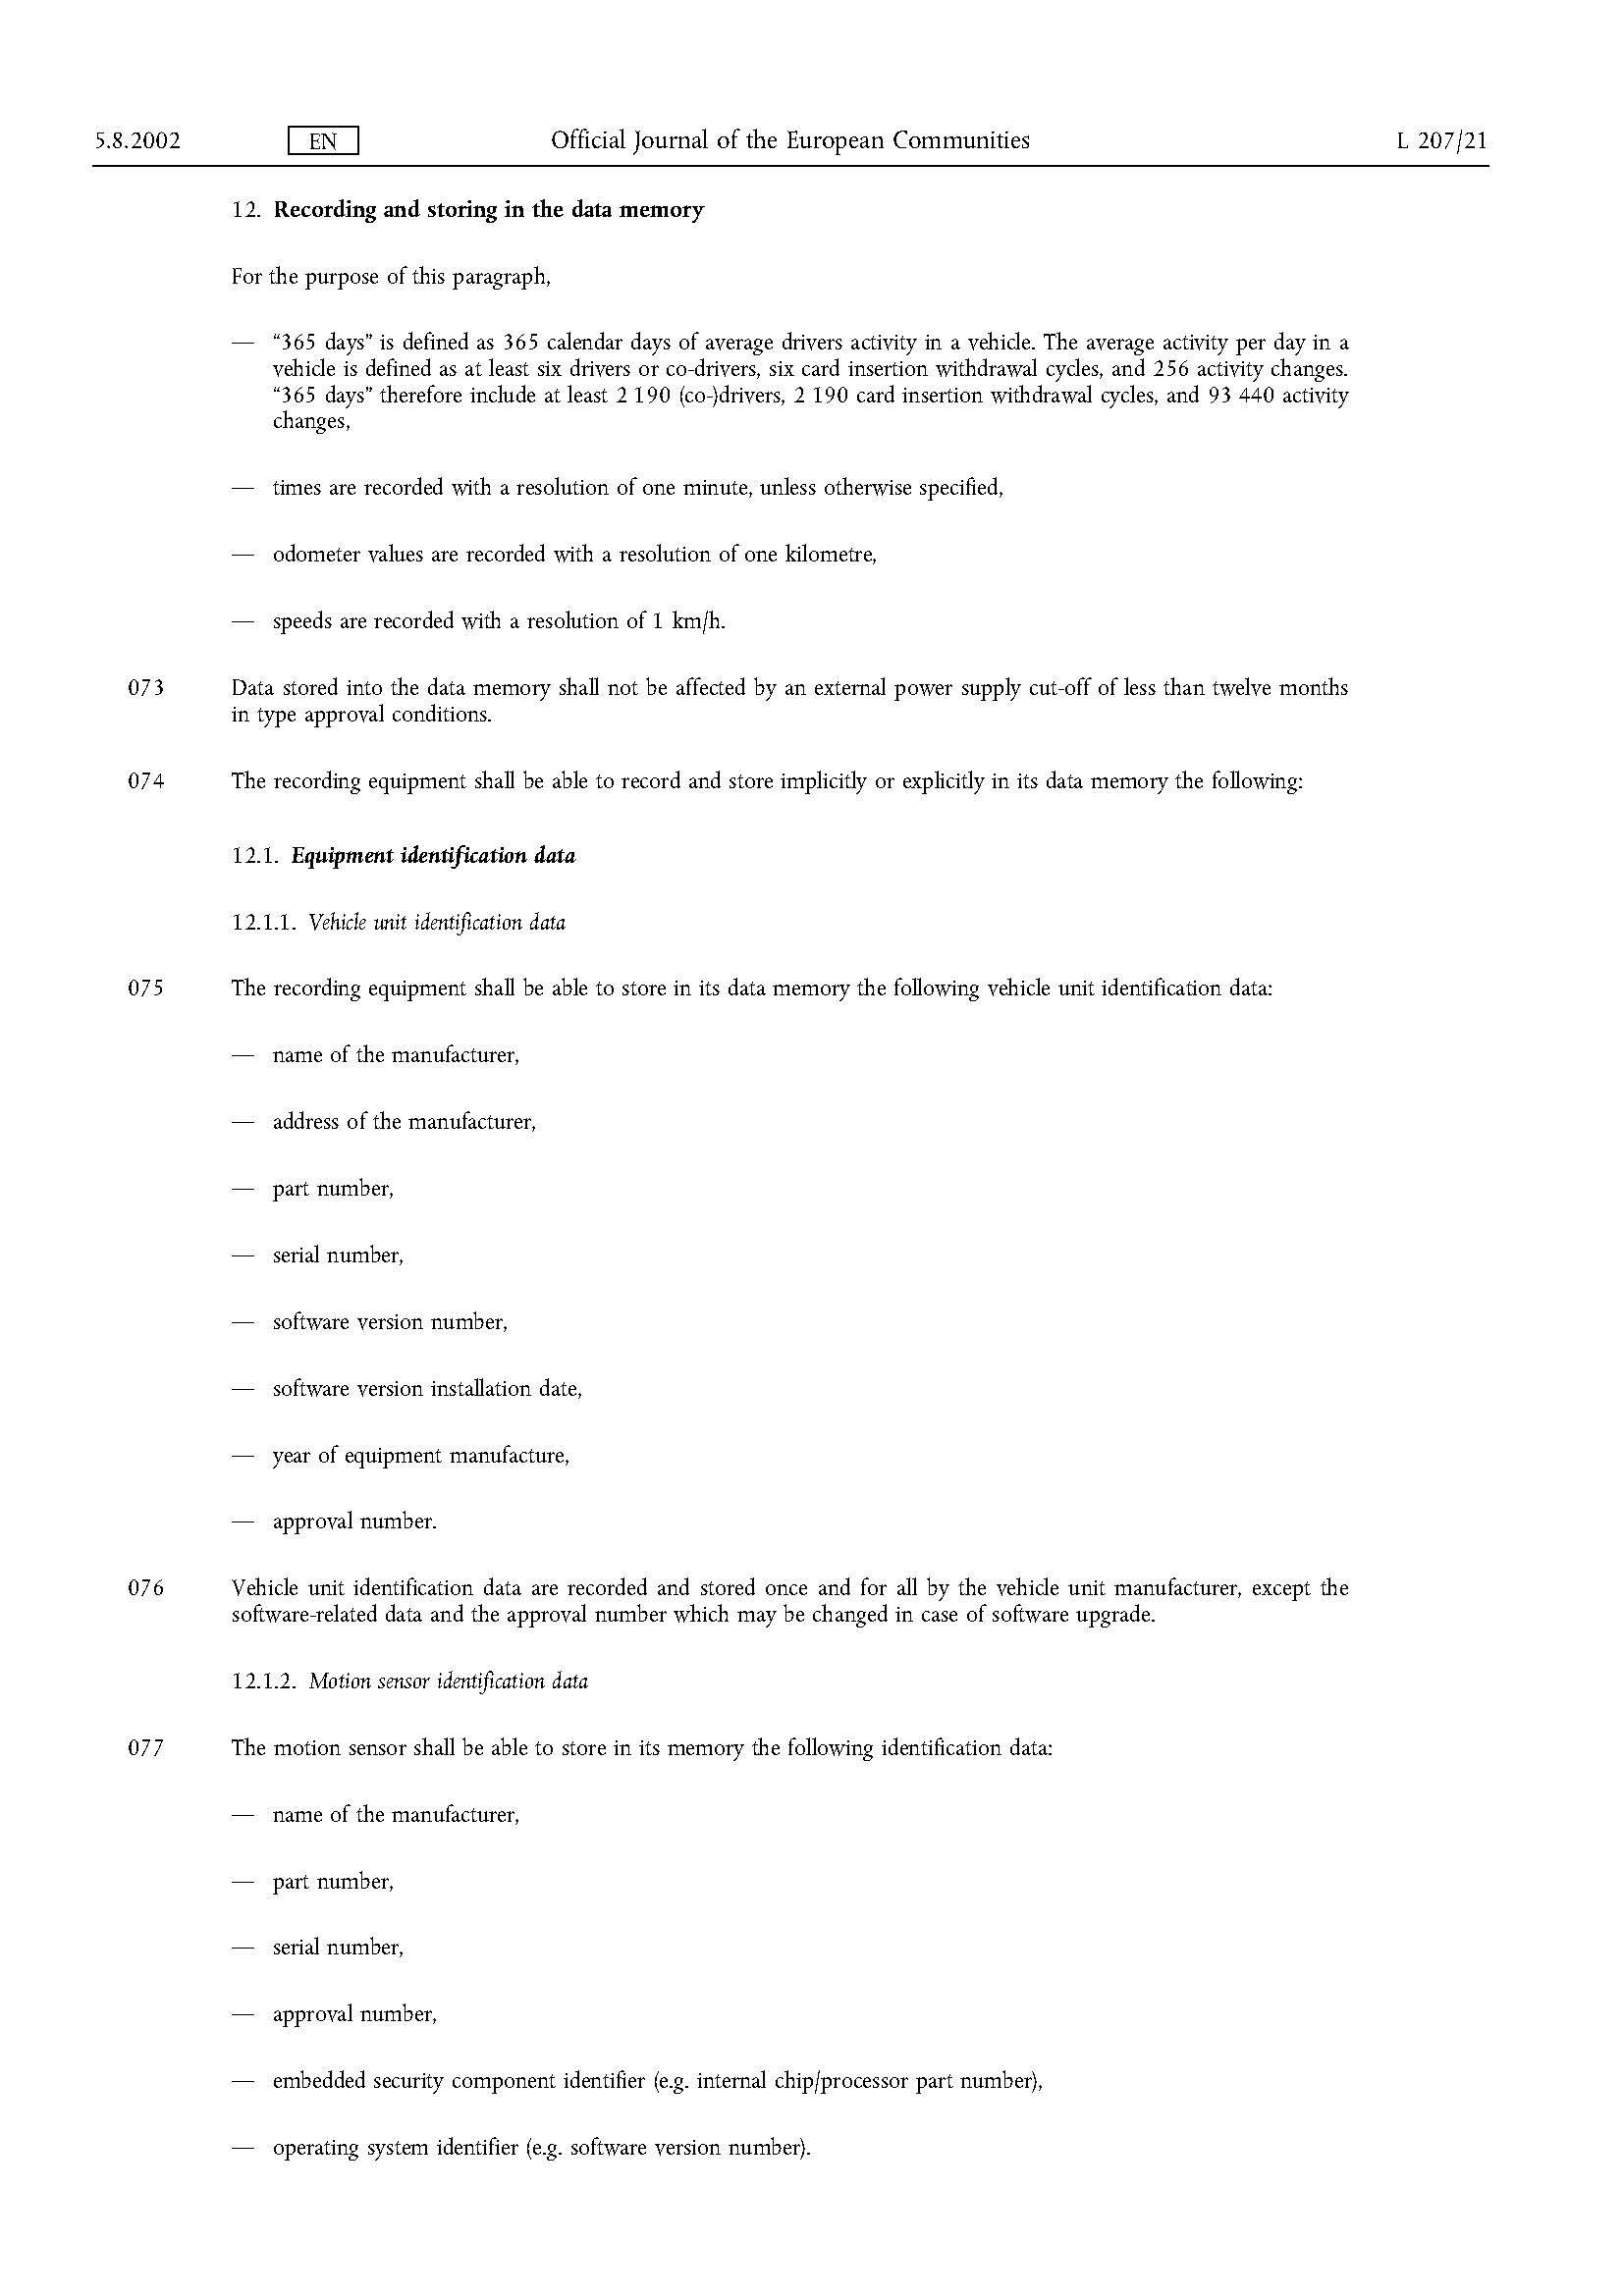 5.8.2002 EN Official Journal of the European Communities L 207/21
12. Recording and storing in the data memory
For the purpose of this paragraph,
— “365 days” is defined as 365 calendar days of average drivers activity in a vehicle. The average activity per day in a
vehicle is defined as at least six drivers or co-drivers, six card insertion withdrawal cycles, and 256 activity changes.
“365 days” therefore include at least 2 190 (co-)drivers, 2 190 card insertion withdrawal cycles, and 93 440 activity
changes,
— times are recorded with a resolution of one minute, unless otherwise specified,
— odometer values are recorded with a resolution of one kilometre,
— speeds are recorded with a resolution of 1 km/h.
073 Data stored into the data memory shall not be affected by an external power supply cut-off of less than twelve months
in type approval conditions.
074 The recording equipment shall be able to record and store implicitly or explicitly in its data memory the following:
12.1. Equipment identification data
12.1.1. Vehicle unit identification data
075 The recording equipment shall be able to store in its data memory the following vehicle unit identification data:
— name of the manufacturer,
— address of the manufacturer,
— part number,
— serial number,
— software version number,
— software version installation date,
— year of equipment manufacture,
— approval number.
076 Vehicle unit identification data are recorded and stored once and for all by the vehicle unit manufacturer, except the
software-related data and the approval number which may be changed in case of software upgrade.
12.1.2. Motion sensor identification data
077 The motion sensor shall be able to store in its memory the following identification data:
— name of the manufacturer,
— part number,
— serial number,
— approval number,
— embedded security component identifier (e.g. internal chip/processor part number),
— operating system identifier (e.g. software version number).